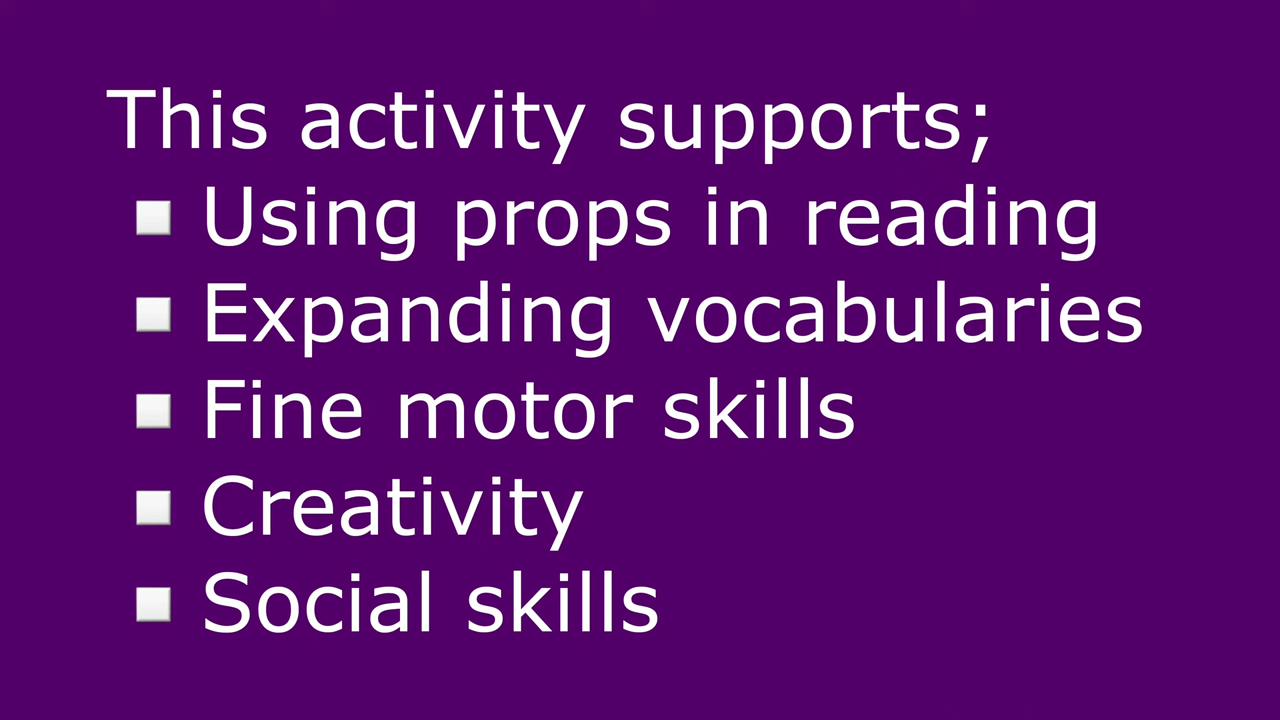 This activity supports;
Using props in reading
Expanding vocabularies
Fine motor skills
Creativity
Social skills